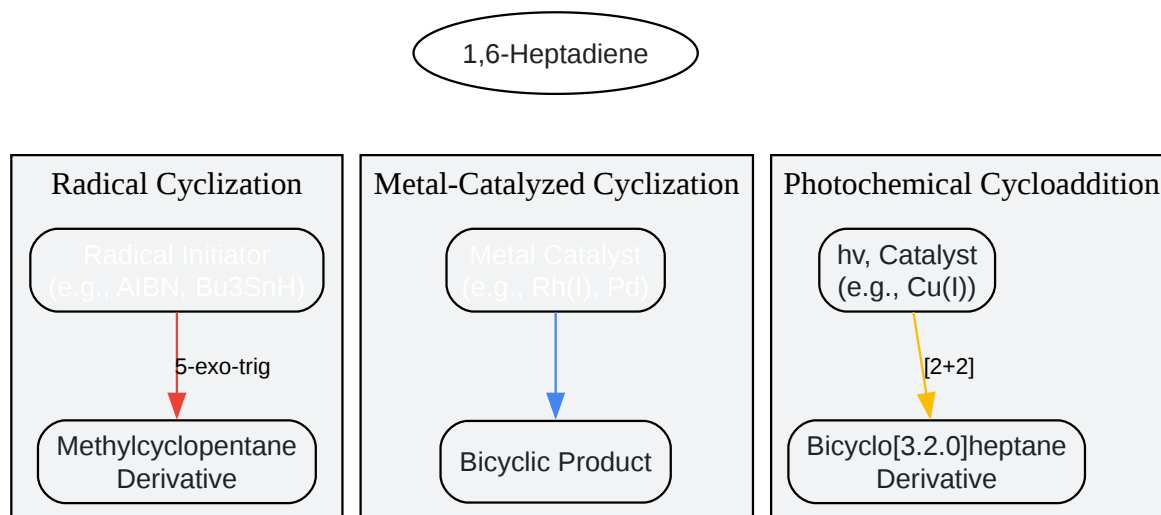 1,6-Heptadiene
Radical Cyclization
Radical Initiator
(e.g., AIBN, Bu3SnH)
5-exo-trig
Methylcyclopentane
Derivative
Metal-Catalyzed Cyclization
Metal Catalyst
(e.g., Rh(I), Pd)
Bicyclic Product
Photochemical Cycloaddition
hv, Catalyst
(e.g., Cu(I))
[2+2]
Bicyclo[3.2.0]heptane
Derivative